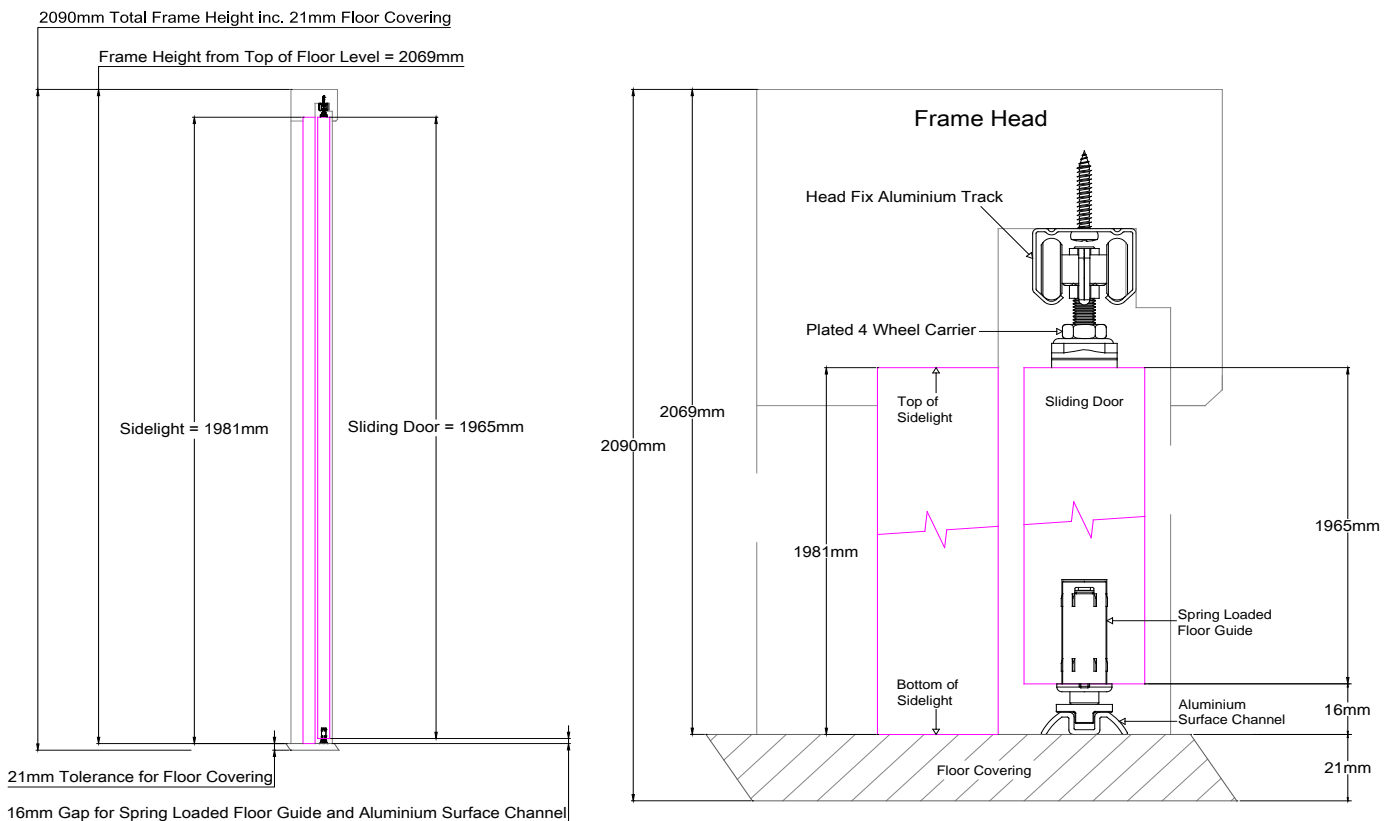 2090mm Total Frame Height inc. 21mm Floor Covering
Frame Height from Top of Floor Level = 2069mm
Sidelight = 1981mm
Sliding Door = 1965mm
21mm Tolerance for Floor Covering
16mm Gap for Spring Loaded Floor Guide and Aluminium Surface Channel
Frame Head
Head Fix Aluminium Track
Plated 4 Wheel Carrier
Top of
Sidelight
Sliding Door
2069mm
2090mm
1981mm
1965mm
Spring Loaded
Floor Guide
Bottom of
Sidelight
Aluminium
Surface Channel
16mm
Floor Covering
21mm